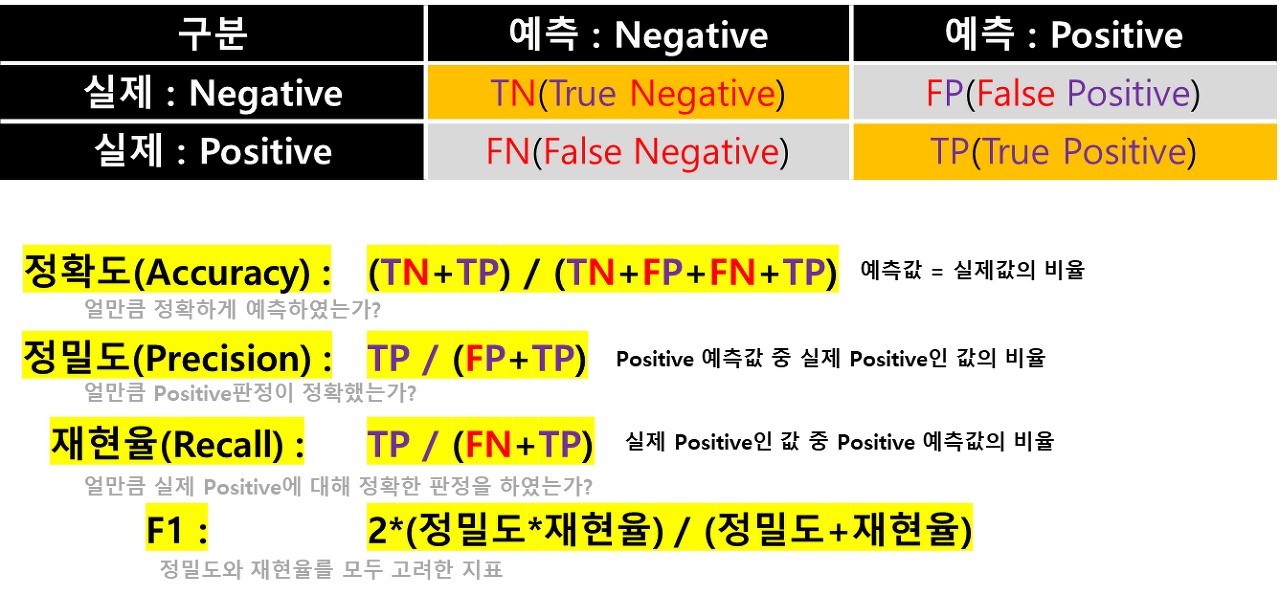 구분 예측 : Negative 예측 : Positive
실제 : Negative TN(True Negative) FP(False Positive)
실제 : Positive FN(False Negative) TP(True Positive)
정확도(Accuracy) : (TN+TP) / (TN+FP+FN+TP) 예측값 = 실제값의 비율
얼만큼 정확하게 예측하였는가?
정밀도(Precision) : TP / (FP+TP) Positive 예측값 중 실제 Positive인 값의 비율
얼만큼 Positive판정이 정확했는가?
재현율(Recall) : TP / (FN+TP) 실제 Positive인 값 중 Positive 예측값의 비율
얼만큼 실제 Positive에 대해 정확한 판정을 하였는가?
F1 : 2*(정밀도*재현율) / (정밀도+재현율)
정밀도와 재현율를 모두 고려한 지표